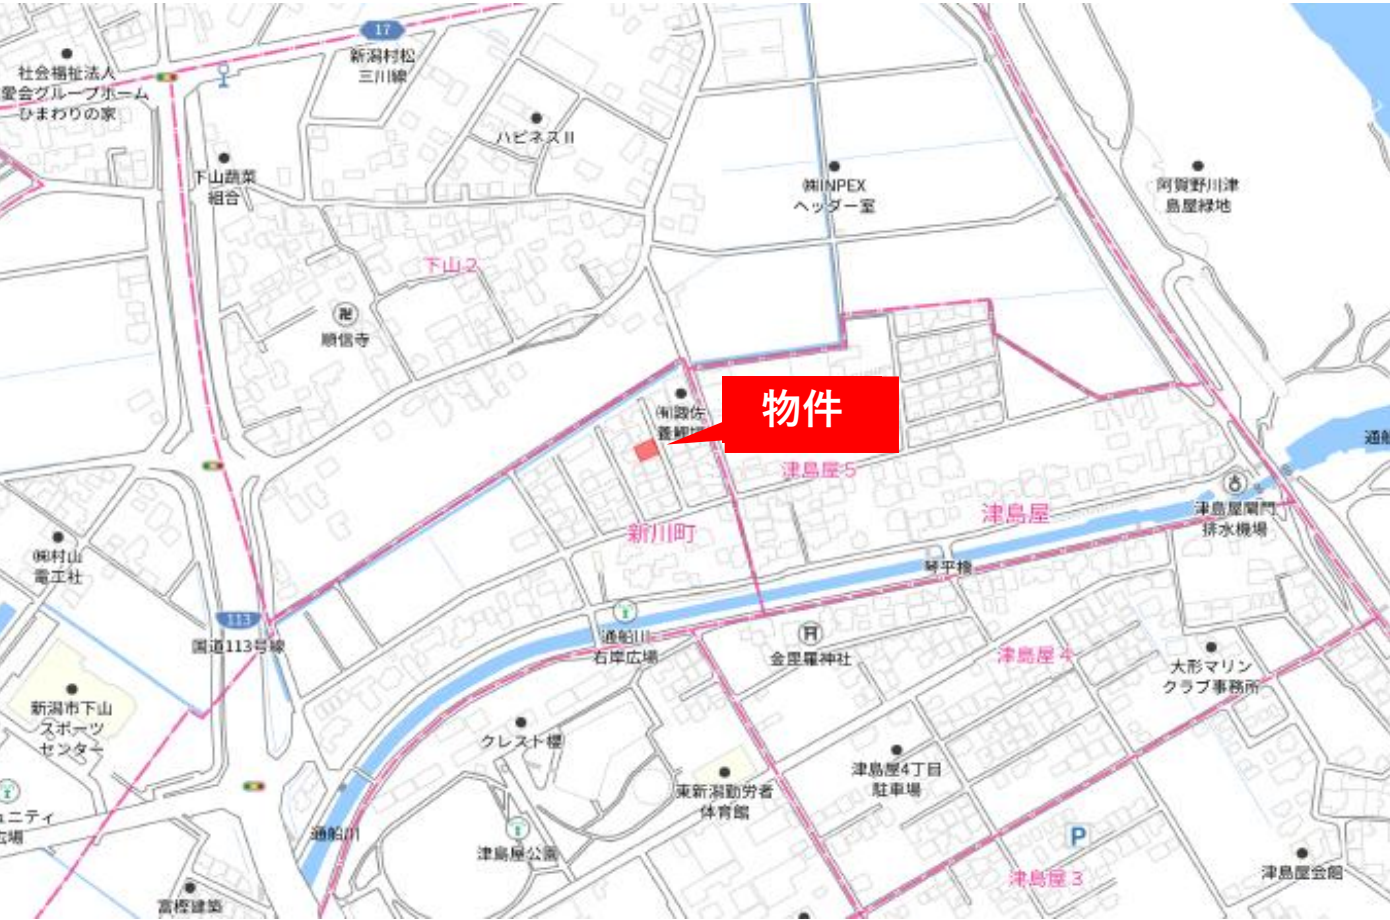 17
新潟村松
三川線
社会福祉法人
愛会グループホーム
ひまわりの家
ハピネスⅡ
下山蔬菜
組合
㈱INPEX
ヘッダー室
阿賀野川津
島屋緑地
下山2
順信寺
物件
津島屋5
津島屋
新川町
津島屋閘門
排水機場
琴平橋
㈱村山
電工社
113
国道113号線
通船川
右岸広場
金毘羅神社
津島屋4
大形マリン
クラブ事務所
新潟市下山
スポーツ
センター
クレスト櫻
津島屋4丁目
駐車場
東新潟勤労者
体育館
ュニティ
広場
通船川
津島屋公園
P
津島屋会館
津島屋3
富樫建築